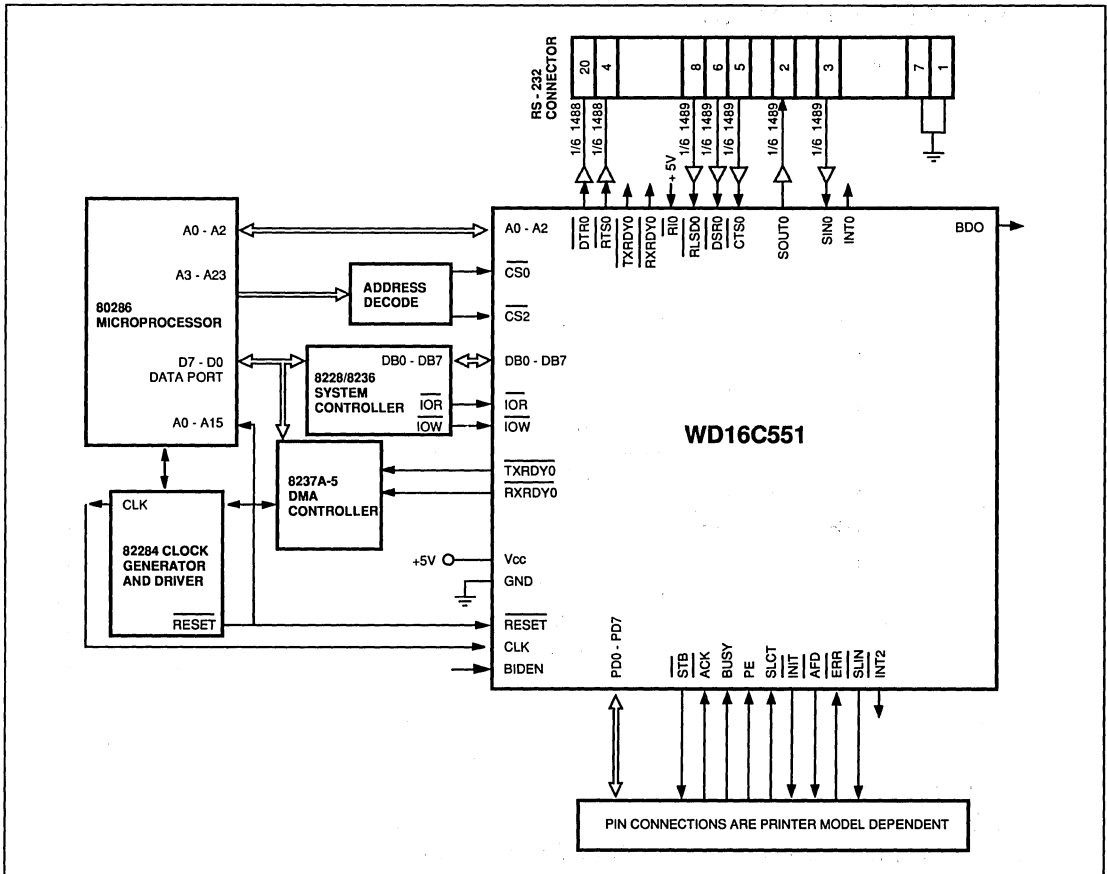 RS - 232
CONNECTOR
20
4
8
6
5
2
3
7
1
1/6 1488
1/6 1488
1/6 1489
1/6 1489
1/6 1489
1/6 1489
1/6 1489
+ 5V
DTR0
RTS0
TXRDY0
RXRDY0
RI0
RLSD0
DSR0
CTS0
SOUT0
SIN0
INT0
BDO
80286
MICROPROCESSOR
A0 - A2
A3 - A23
D7 - D0
DATA PORT
A0 - A15
ADDRESS
DECODE
DB0 - DB7
8228/8236
SYSTEM
CONTROLLER
IOR
IOW
8237A-5
DMA
CONTROLLER
CLK
82284 CLOCK
GENERATOR
AND DRIVER
RESET
+5V
A0 - A2
CS0
CS2
DB0 - DB7
IOR
IOW
TXRDY0
RXRDY0
Vcc
GND
RESET
CLK
BIDEN
WD16C551
PD0 - PD7
STB
ACK
BUSY
PE
SLCT
INIT
AFD
ERR
SLIN
INT2
PIN CONNECTIONS ARE PRINTER MODEL DEPENDENT